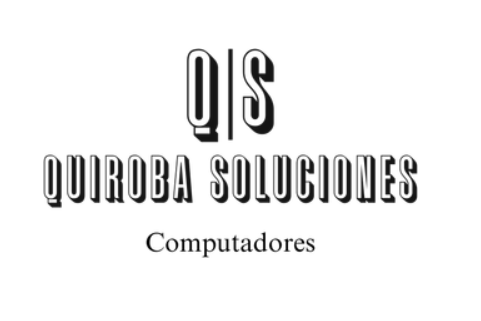 Q|S
QUIROBA SOLUCIONES
Computadores